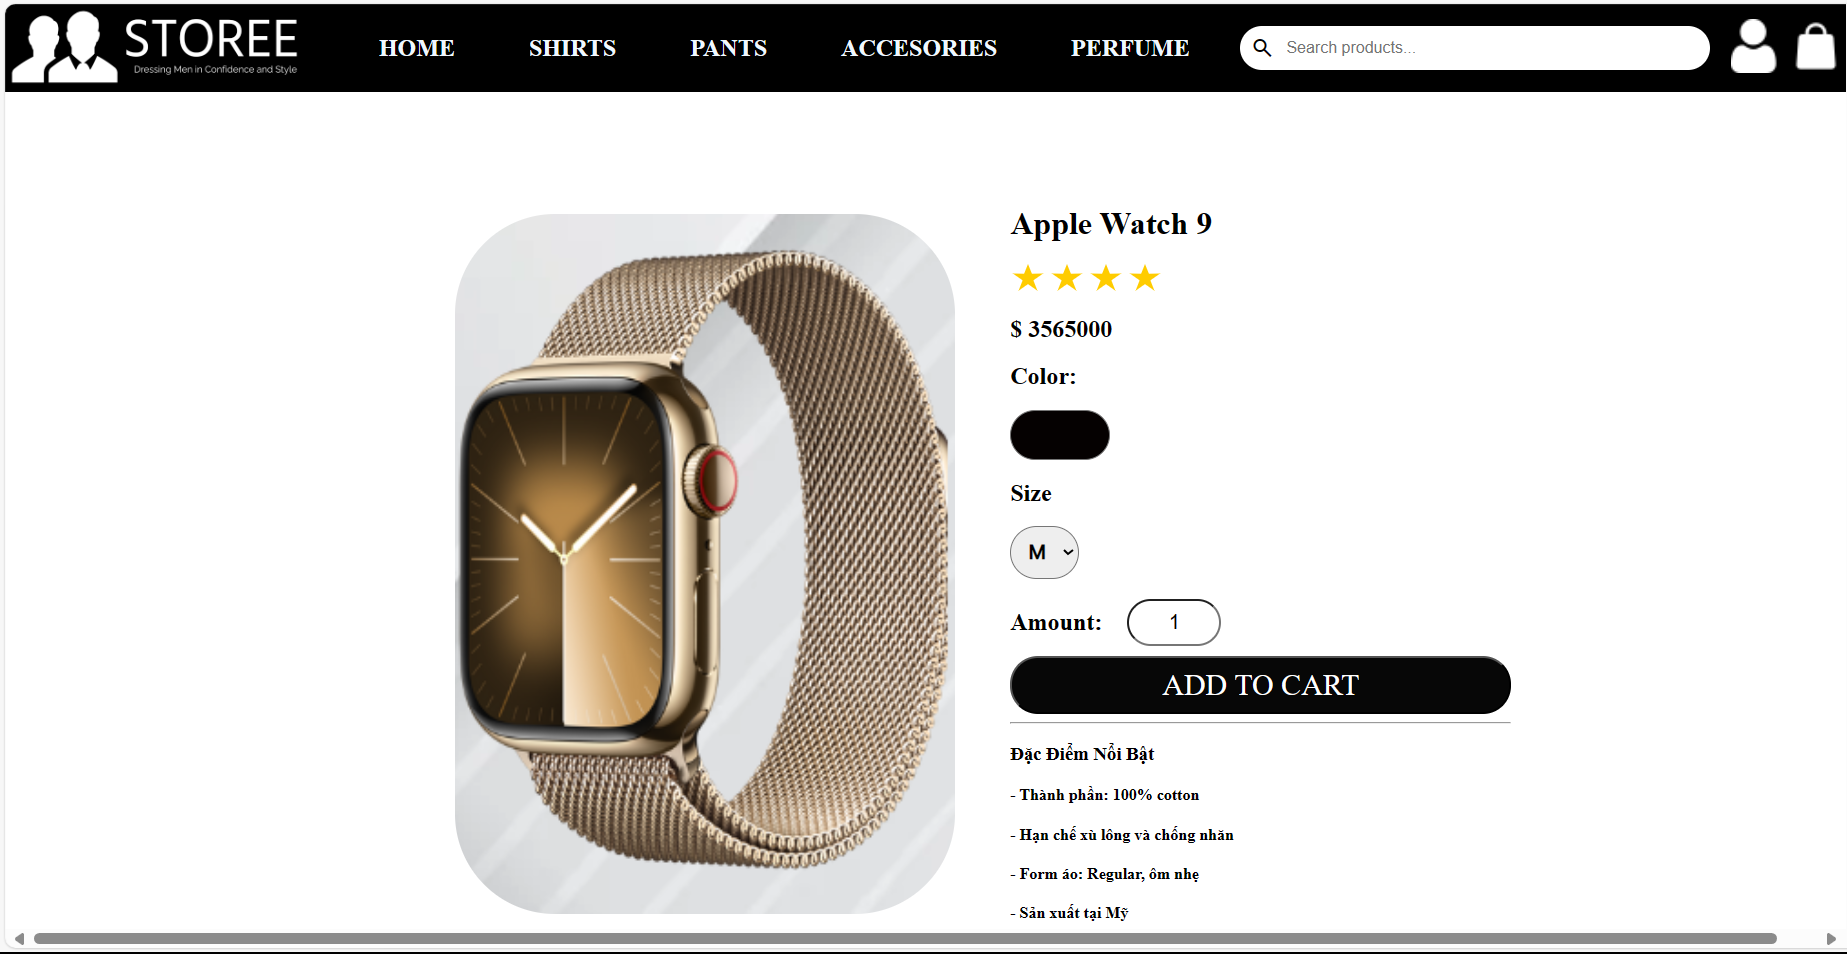 STOREE
Dressing Men in Confidence and Style
HOME SHIRTS PANTS ACCESORIES PERFUME
Search products...
Apple Watch 9
$ 3565000
Color:
Size
M
Amount: 1
ADD TO CART
Đặc Điểm Nổi Bật
- Thành phần: 100% cotton
- Hạn chế xù lông và chống nhăn
- Form áo: Regular, ôm nhẹ
- Sản xuất tại Mỹ